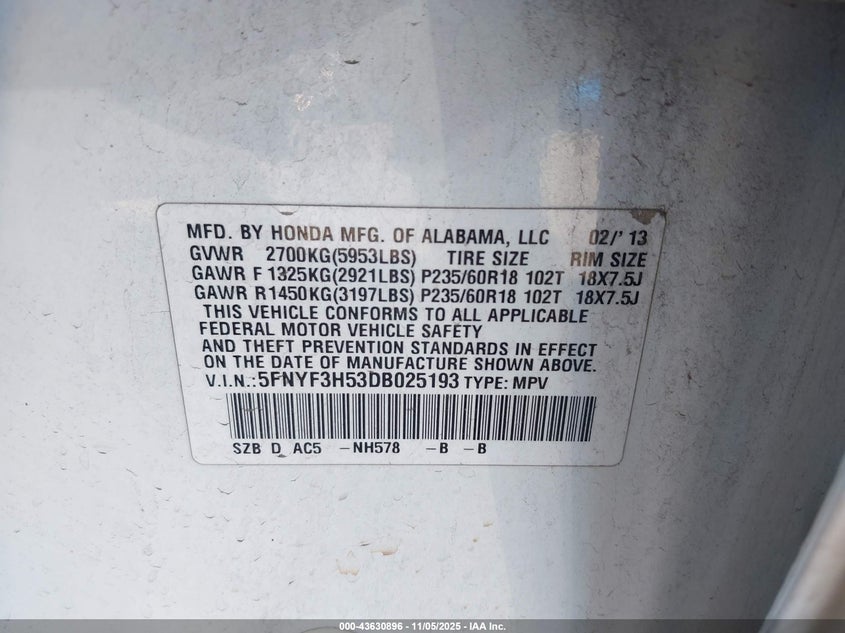 MFD. BY HONDA MFG. OF ALABAMA, LLC 02/'13
GVWR 2700KG(5953LBS) TIRE SIZE RIM SIZE
GAWR F 1325KG(2921LBS) P235/60R18 102T 18X7.5J
GAWR R1450KG(3197LBS) P235/60R18 102T 18X7.5J
THIS VEHICLE CONFORMS TO ALL APPLICABLE
FEDERAL MOTOR VEHICLE SAFETY
AND THEFT PREVENTION STANDARDS IN EFFECT
ON THE DATE OF MANUFACTURE SHOWN ABOVE.
V.I.N.:5FNYF3H53DB025193 TYPE: MPV
SZB D AC5 -NH578 -B -B
000-43630896 - 11/05/2025 - IAA Inc.